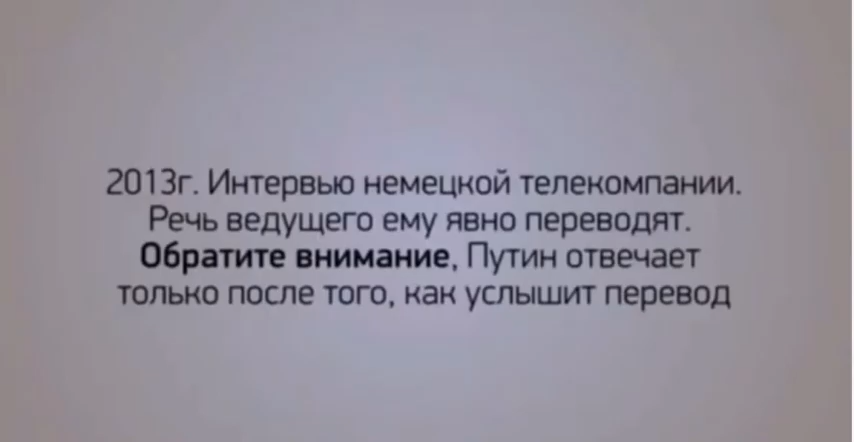 2013г. Интервью немецкой телекомпании.
Речь ведущего ему явно переводят.
Обратите внимание, Путин отвечает
только после того, как услышит перевод